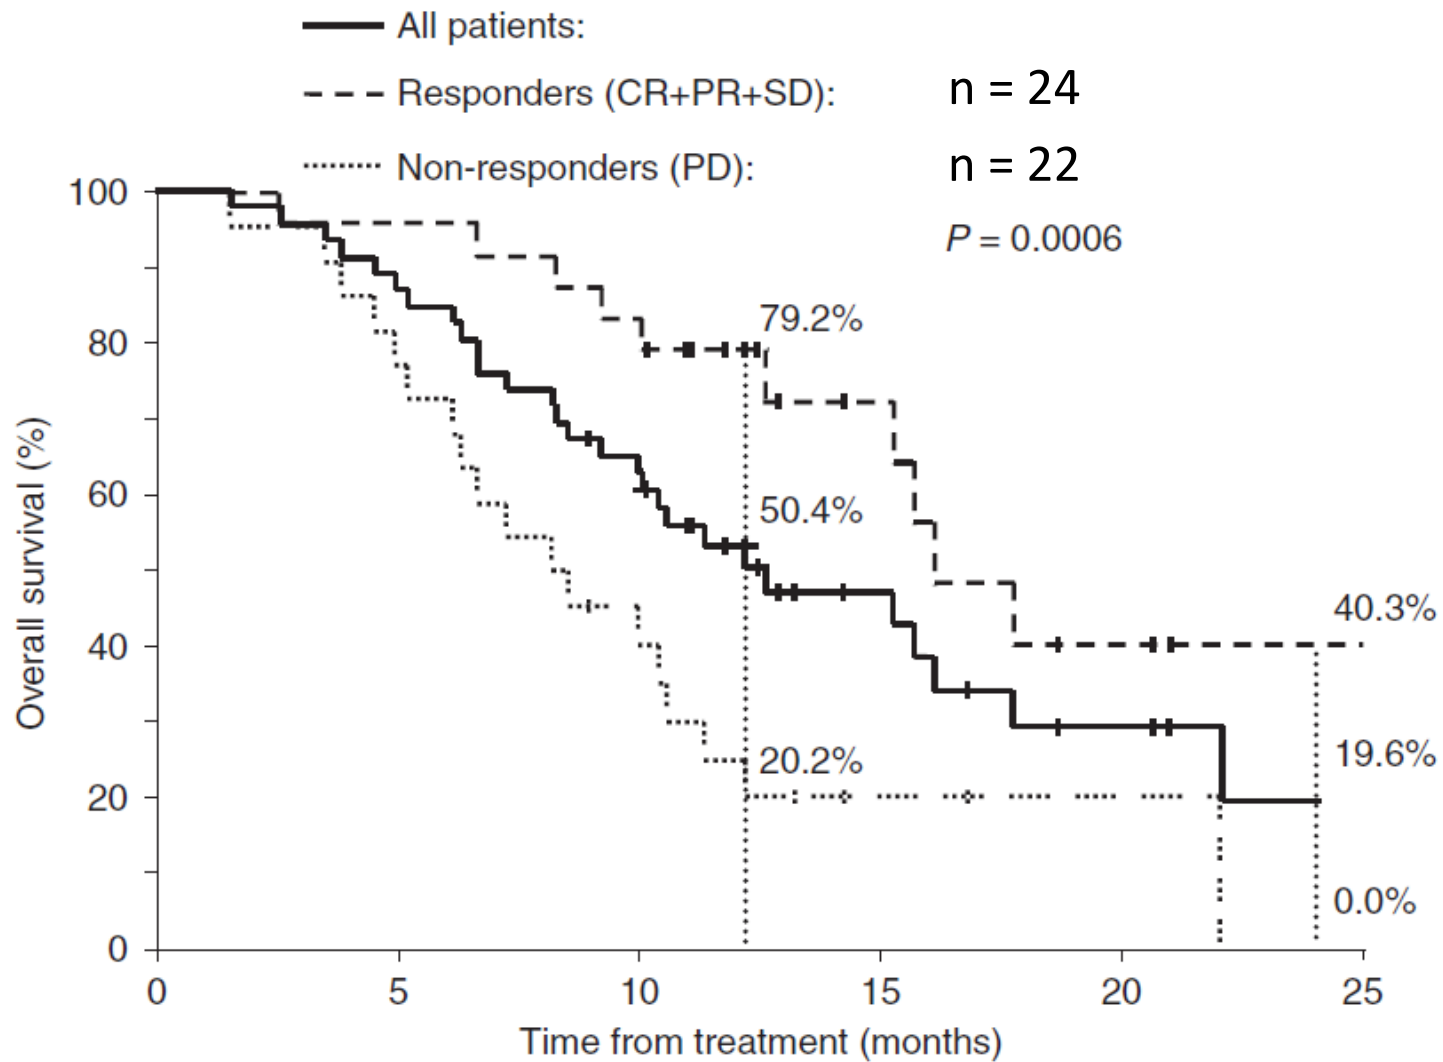 All patients:
Responders (CR+PR+SD): n = 24
Non-responders (PD): n = 22
P = 0.0006
100
80
60
40
20
0
Overall survival (%)
79.2%
50.4%
20.2%
40.3%
19.6%
0.0%
0 5 10 15 20 25
Time from treatment (months)